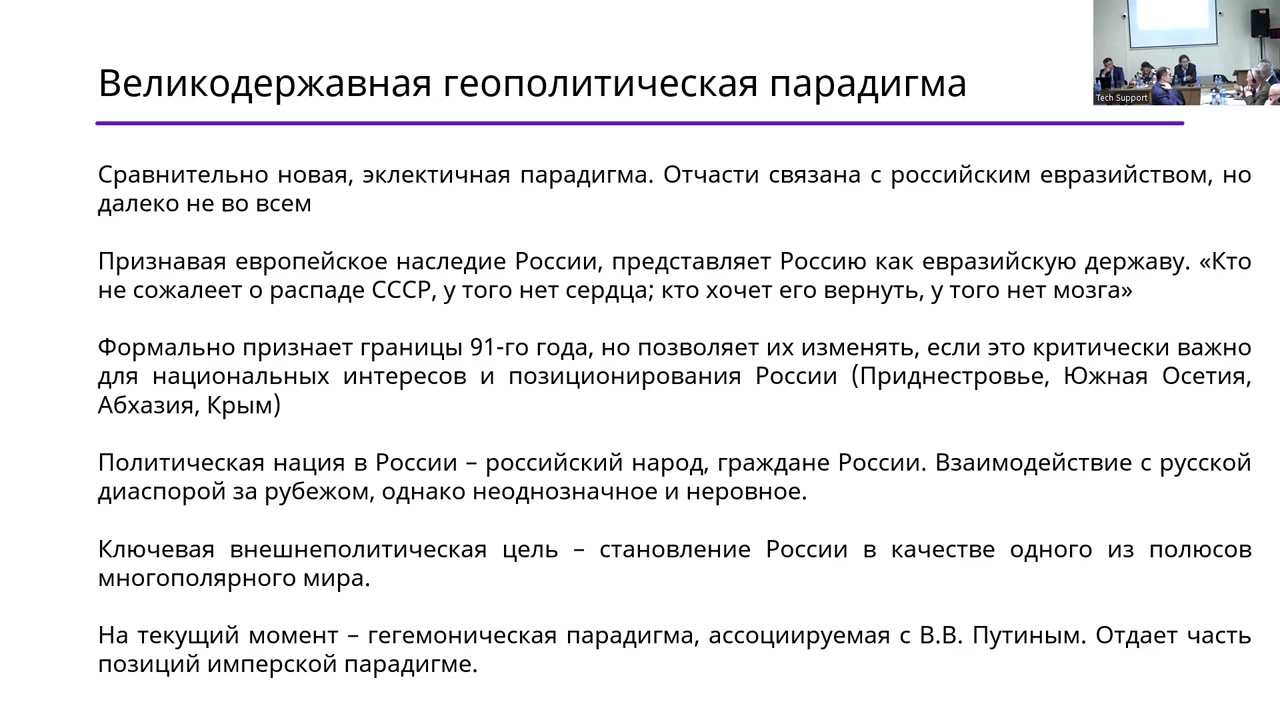 Великодержавная геополитическая парадигма
Tech Support
Сравнительно новая, эклектичная парадигма. Отчасти связана с российским евразийством, но
далеко не во всем
Признавая европейское наследие России, представляет Россию как евразийскую державу. «Кто
не сожалеет о распаде СССР, у того нет сердца; кто хочет его вернуть, у того нет мозга»
Формально признает границы 91-го года, но позволяет их изменять, если это критически важно
для национальных интересов и позиционирования России (Приднестровье, Южная Осетия,
Абхазия, Крым)
Политическая нация в России – российский народ, граждане России. Взаимодействие с русской
диаспорой за рубежом, однако неоднозначное и неровное.
Ключевая внешнеполитическая цель – становление России в качестве одного из полюсов
многополярного мира.
На текущий момент – гегемоническая парадигма, ассоциируемая с В.В. Путиным. Отдает часть
позиций имперской парадигме.